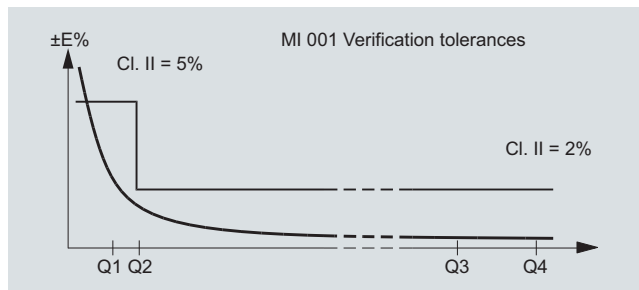 ±E%
MI 001 Verification tolerances
Cl. II = 5%
Cl. II = 2%
Q1 Q2 Q3 Q4